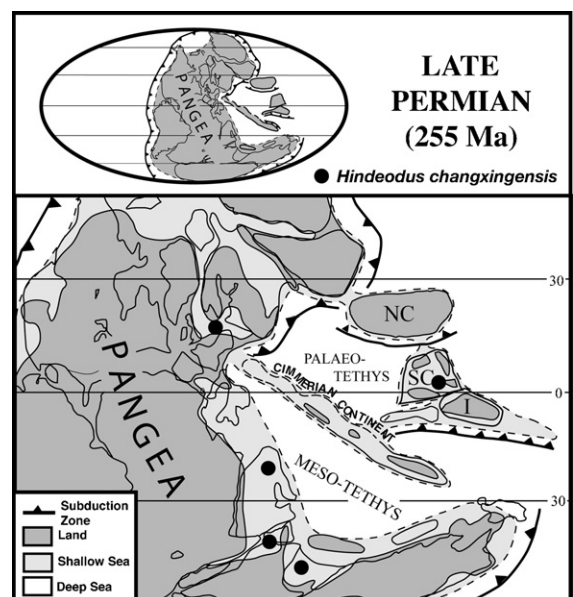 PANGEA
LATE
PERMIAN
(255 Ma)
Hindeodus changxingensis
30
NC
PALAEO-
TETHYS
SC
CIMMERIAN CONTINENT
0
I
PANGEA
MESO-TETHYS
30
Subduction
Zone
Land
Shallow Sea
Deep Sea